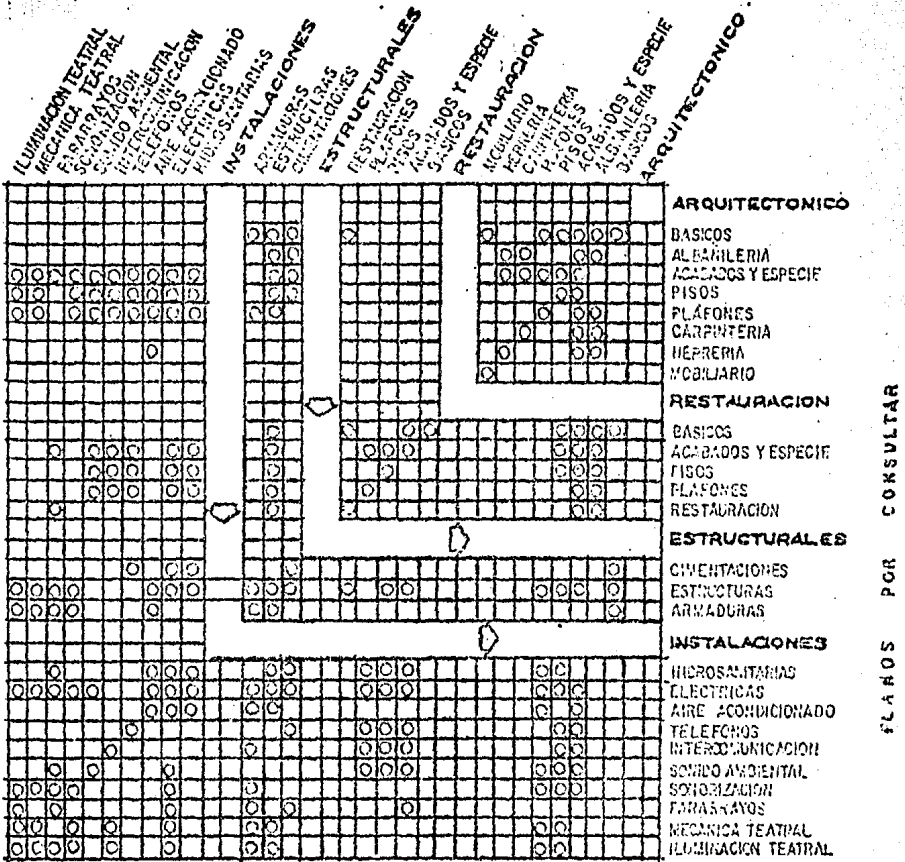 ILUMINACION TEATRAL
MECANICA TEATRAL
PARARRAYOS
SONORIZACION
SONIDO AMBIENTAL
INTERCOMUNICACION
TELEFONOS
AIRE ACONDICIONADO
ELECTRICAS
HIDROSANITARIAS
INSTALACIONES
ARMADURAS
ESTRUCTURAS
CIMENTACIONES
ESTRUCTURALES
RESTAURACION
PLAFONES
PISOS
ACABADOS Y ESPECIE
BASICOS
RESTAURACION
MOBILIARIO
HERRERIA
CARPINTERIA
PLAFONES
PISOS
ACABADOS Y ESPECIE
ALBAÑILERIA
BASICOS
ARQUITECTONICO
ARQUITECTONICO
BASICOS
ALBAÑILERIA
ACABADOS Y ESPECIE
PISOS
PLAFONES
CARPINTERIA
HERRERIA
MOBILIARIO
RESTAURACION
BASICOS
ACABADOS Y ESPECIE
PISOS
PLAFONES
RESTAURACION
ESTRUCTURALES
CIMENTACIONES
ESTRUCTURAS
ARMADURAS
INSTALACIONES
HIDROSANITARIAS
ELECTRICAS
AIRE ACONDICIONADO
TELEFONOS
INTERCOMUNICACION
SONIDO AMBIENTAL
SONORIZACION
PARARRAYOS
MECANICA TEATRAL
ILUMINACION TEATRAL
PLANOS POR CONSULTAR